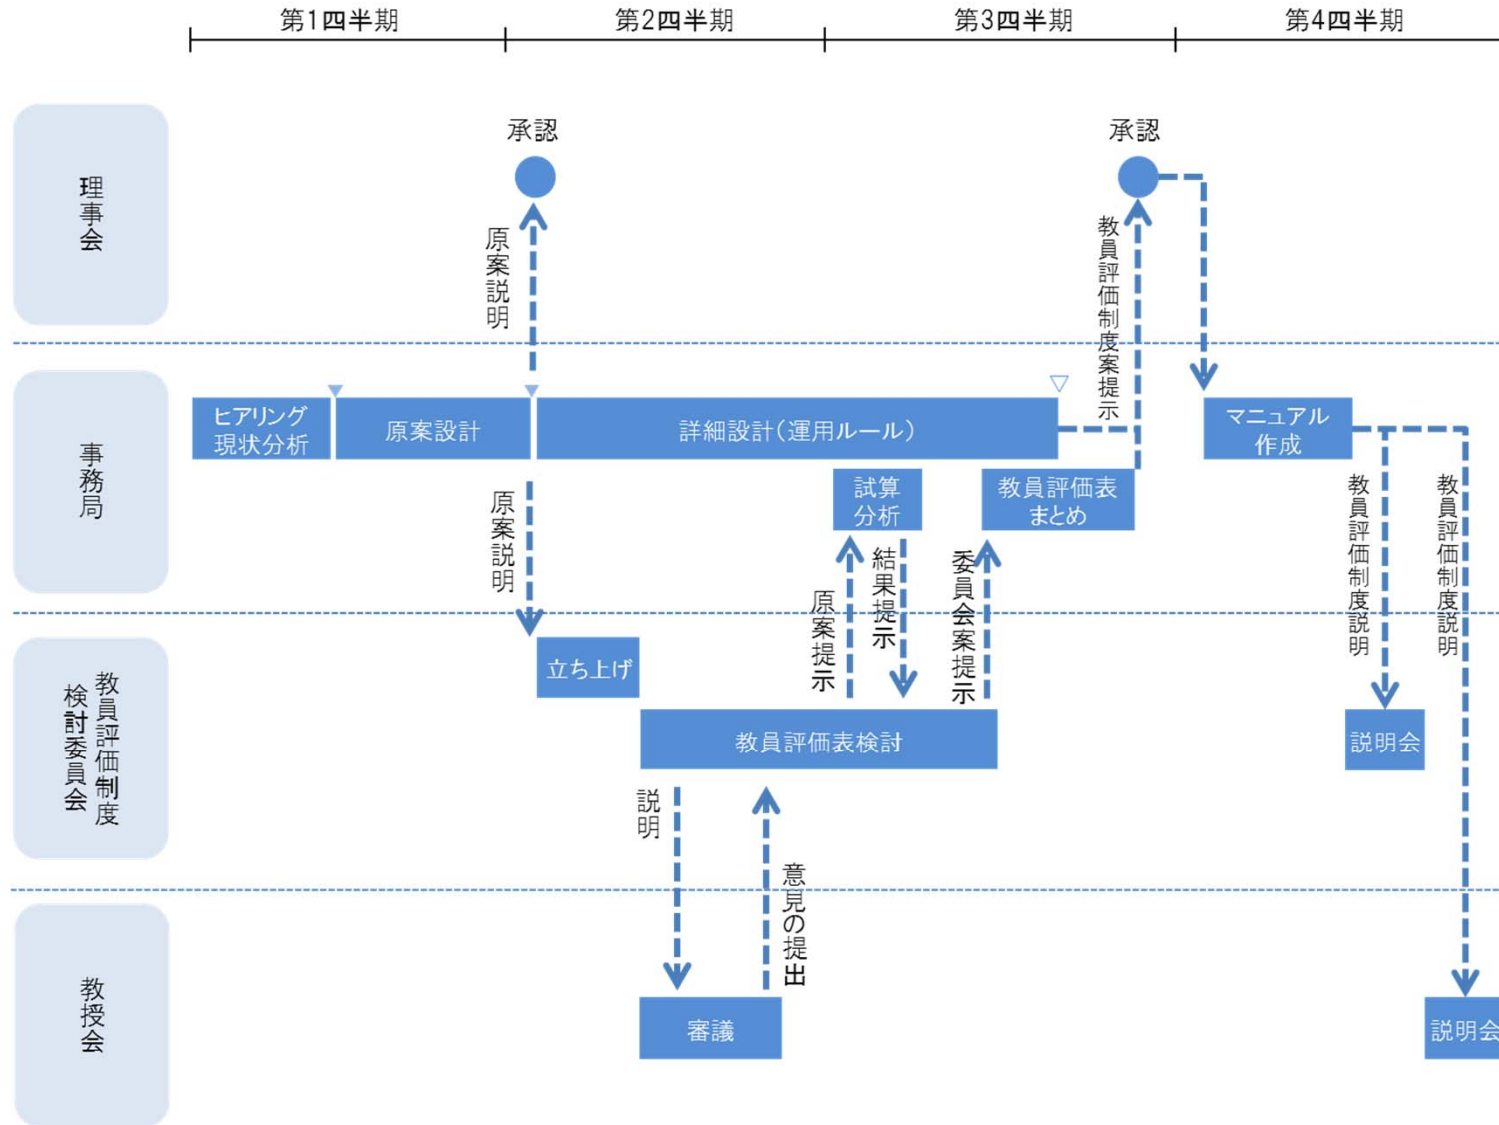 第1四半期
第2四半期
第3四半期
第4四半期
理事会
承認
承認
原案説明
教員評価制度案提示
事務局
ヒアリング
現状分析
原案設計
詳細設計(運用ルール)
マニュアル
作成
試算
分析
教員評価表
まとめ
原案説明
原案提示
結果提示
委員会案提示
教員評価制度説明
教員評価制度説明
教員評価制度
検討委員会
立ち上げ
教員評価表検討
説明会
説明
意見の提出
教授会
審議
説明会